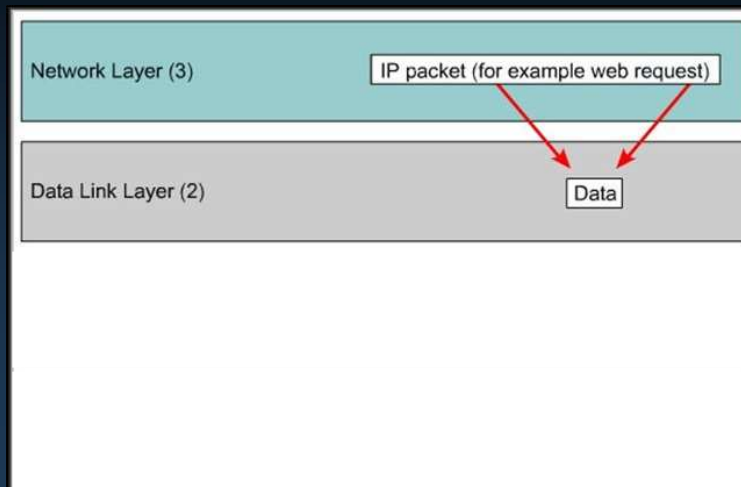 Network Layer (3)
IP packet (for example web request)
Data Link Layer (2)
Data